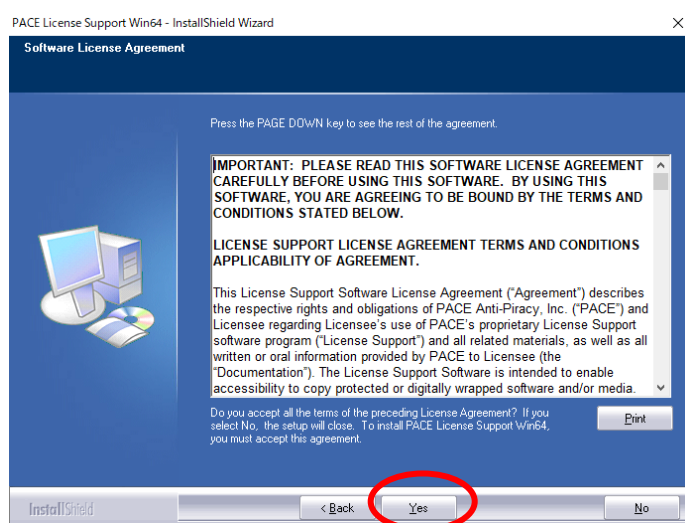 PACE License Support Win64 - InstallShield Wizard
Software License Agreement
Press the PAGE DOWN key to see the rest of the agreement.
IMPORTANT:  PLEASE READ THIS SOFTWARE LICENSE AGREEMENT
CAREFULLY BEFORE USING THIS SOFTWARE.  BY USING THIS
SOFTWARE, YOU ARE AGREEING TO BE BOUND BY THE TERMS AND
CONDITIONS STATED BELOW.
LICENSE SUPPORT LICENSE AGREEMENT TERMS AND CONDITIONS
APPLICABILITY OF AGREEMENT.
This License Support Software License Agreement (“Agreement”) describes
the respective rights and obligations of PACE Anti-Piracy, Inc. (“PACE”) and
Licensee regarding Licensee’s use of PACE’s proprietary License Support
software program (“License Support”) and all related materials, as well as all
written or oral information provided by PACE to Licensee (the
“Documentation”). The License Support Software is intended to enable
accessibility to copy protected or digitally wrapped software and/or media.
Do you accept all the terms of the preceding License Agreement?  If you
select No,  the setup will close.  To install PACE License Support Win64,
you must accept this agreement.
Print
InstallShield
< Back
Yes
No